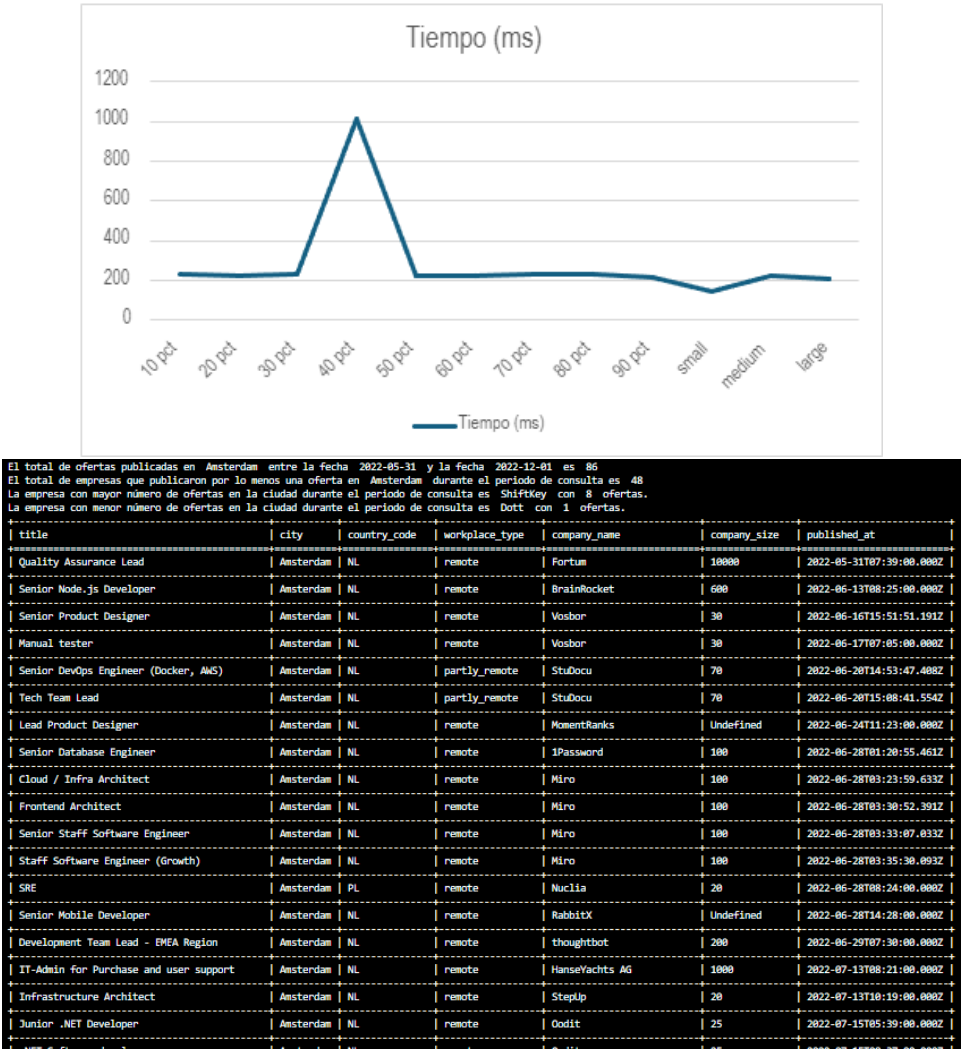 Tiempo (ms)
1200
1000
800
600
400
200
0
10 pct 20 pct 30 pct 40 pct 50 pct 60 pct 70 pct 80 pct 90 pct small medium large
Tiempo (ms)
El total de ofertas publicadas en Amsterdam entre la fecha 2022-05-31 y la fecha 2022-12-01 es 86
El total de empresas que publicaron por lo menos una oferta en Amsterdam durante el periodo de consulta es 48
La empresa con mayor número de ofertas en la ciudad durante el periodo de consulta es ShiftKey con 8 ofertas.
La empresa con menor número de ofertas en la ciudad durante el periodo de consulta es Dott con 1 ofertas.
| title | city | country_code | workplace_type | company_name | company_size | published_at |
| Quality Assurance Lead | Amsterdam | NL | remote | Fortum | 10000 | 2022-05-31T07:39:00.000Z |
| Senior Node.js Developer | Amsterdam | NL | remote | BrainRocket | 600 | 2022-06-13T08:25:00.000Z |
| Senior Product Designer | Amsterdam | NL | remote | Vosbor | 30 | 2022-06-16T15:51:51.191Z |
| Manual tester | Amsterdam | NL | remote | Vosbor | 30 | 2022-06-17T07:05:00.000Z |
| Senior DevOps Engineer (Docker, AWS) | Amsterdam | NL | partly_remote | StuDocu | 70 | 2022-06-20T14:53:47.408Z |
| Tech Team Lead | Amsterdam | NL | partly_remote | StuDocu | 70 | 2022-06-20T15:08:41.554Z |
| Lead Product Designer | Amsterdam | NL | remote | MomentRanks | Undefined | 2022-06-24T11:23:00.000Z |
| Senior Database Engineer | Amsterdam | NL | remote | 1Password | 100 | 2022-06-28T01:20:55.461Z |
| Cloud / Infra Architect | Amsterdam | NL | remote | Miro | 100 | 2022-06-28T03:23:59.633Z |
| Frontend Architect | Amsterdam | NL | remote | Miro | 100 | 2022-06-28T03:30:52.391Z |
| Senior Staff Software Engineer | Amsterdam | NL | remote | Miro | 100 | 2022-06-28T03:33:07.033Z |
| Staff Software Engineer (Growth) | Amsterdam | NL | remote | Miro | 100 | 2022-06-28T03:35:30.093Z |
| SRE | Amsterdam | PL | remote | Nuclia | 20 | 2022-06-28T08:24:00.000Z |
| Senior Mobile Developer | Amsterdam | NL | remote | RabbitX | Undefined | 2022-06-28T14:28:00.000Z |
| Development Team Lead - EMEA Region | Amsterdam | NL | remote | thoughtbot | 200 | 2022-06-29T07:30:00.000Z |
| IT-Admin for Purchase and user support | Amsterdam | NL | remote | HanseYachts AG | 1000 | 2022-07-13T08:21:00.000Z |
| Infrastructure Architect | Amsterdam | NL | remote | StepUp | 20 | 2022-07-13T10:19:00.000Z |
| Junior .NET Developer | Amsterdam | NL | remote | Oodit | 25 | 2022-07-15T05:39:00.000Z |